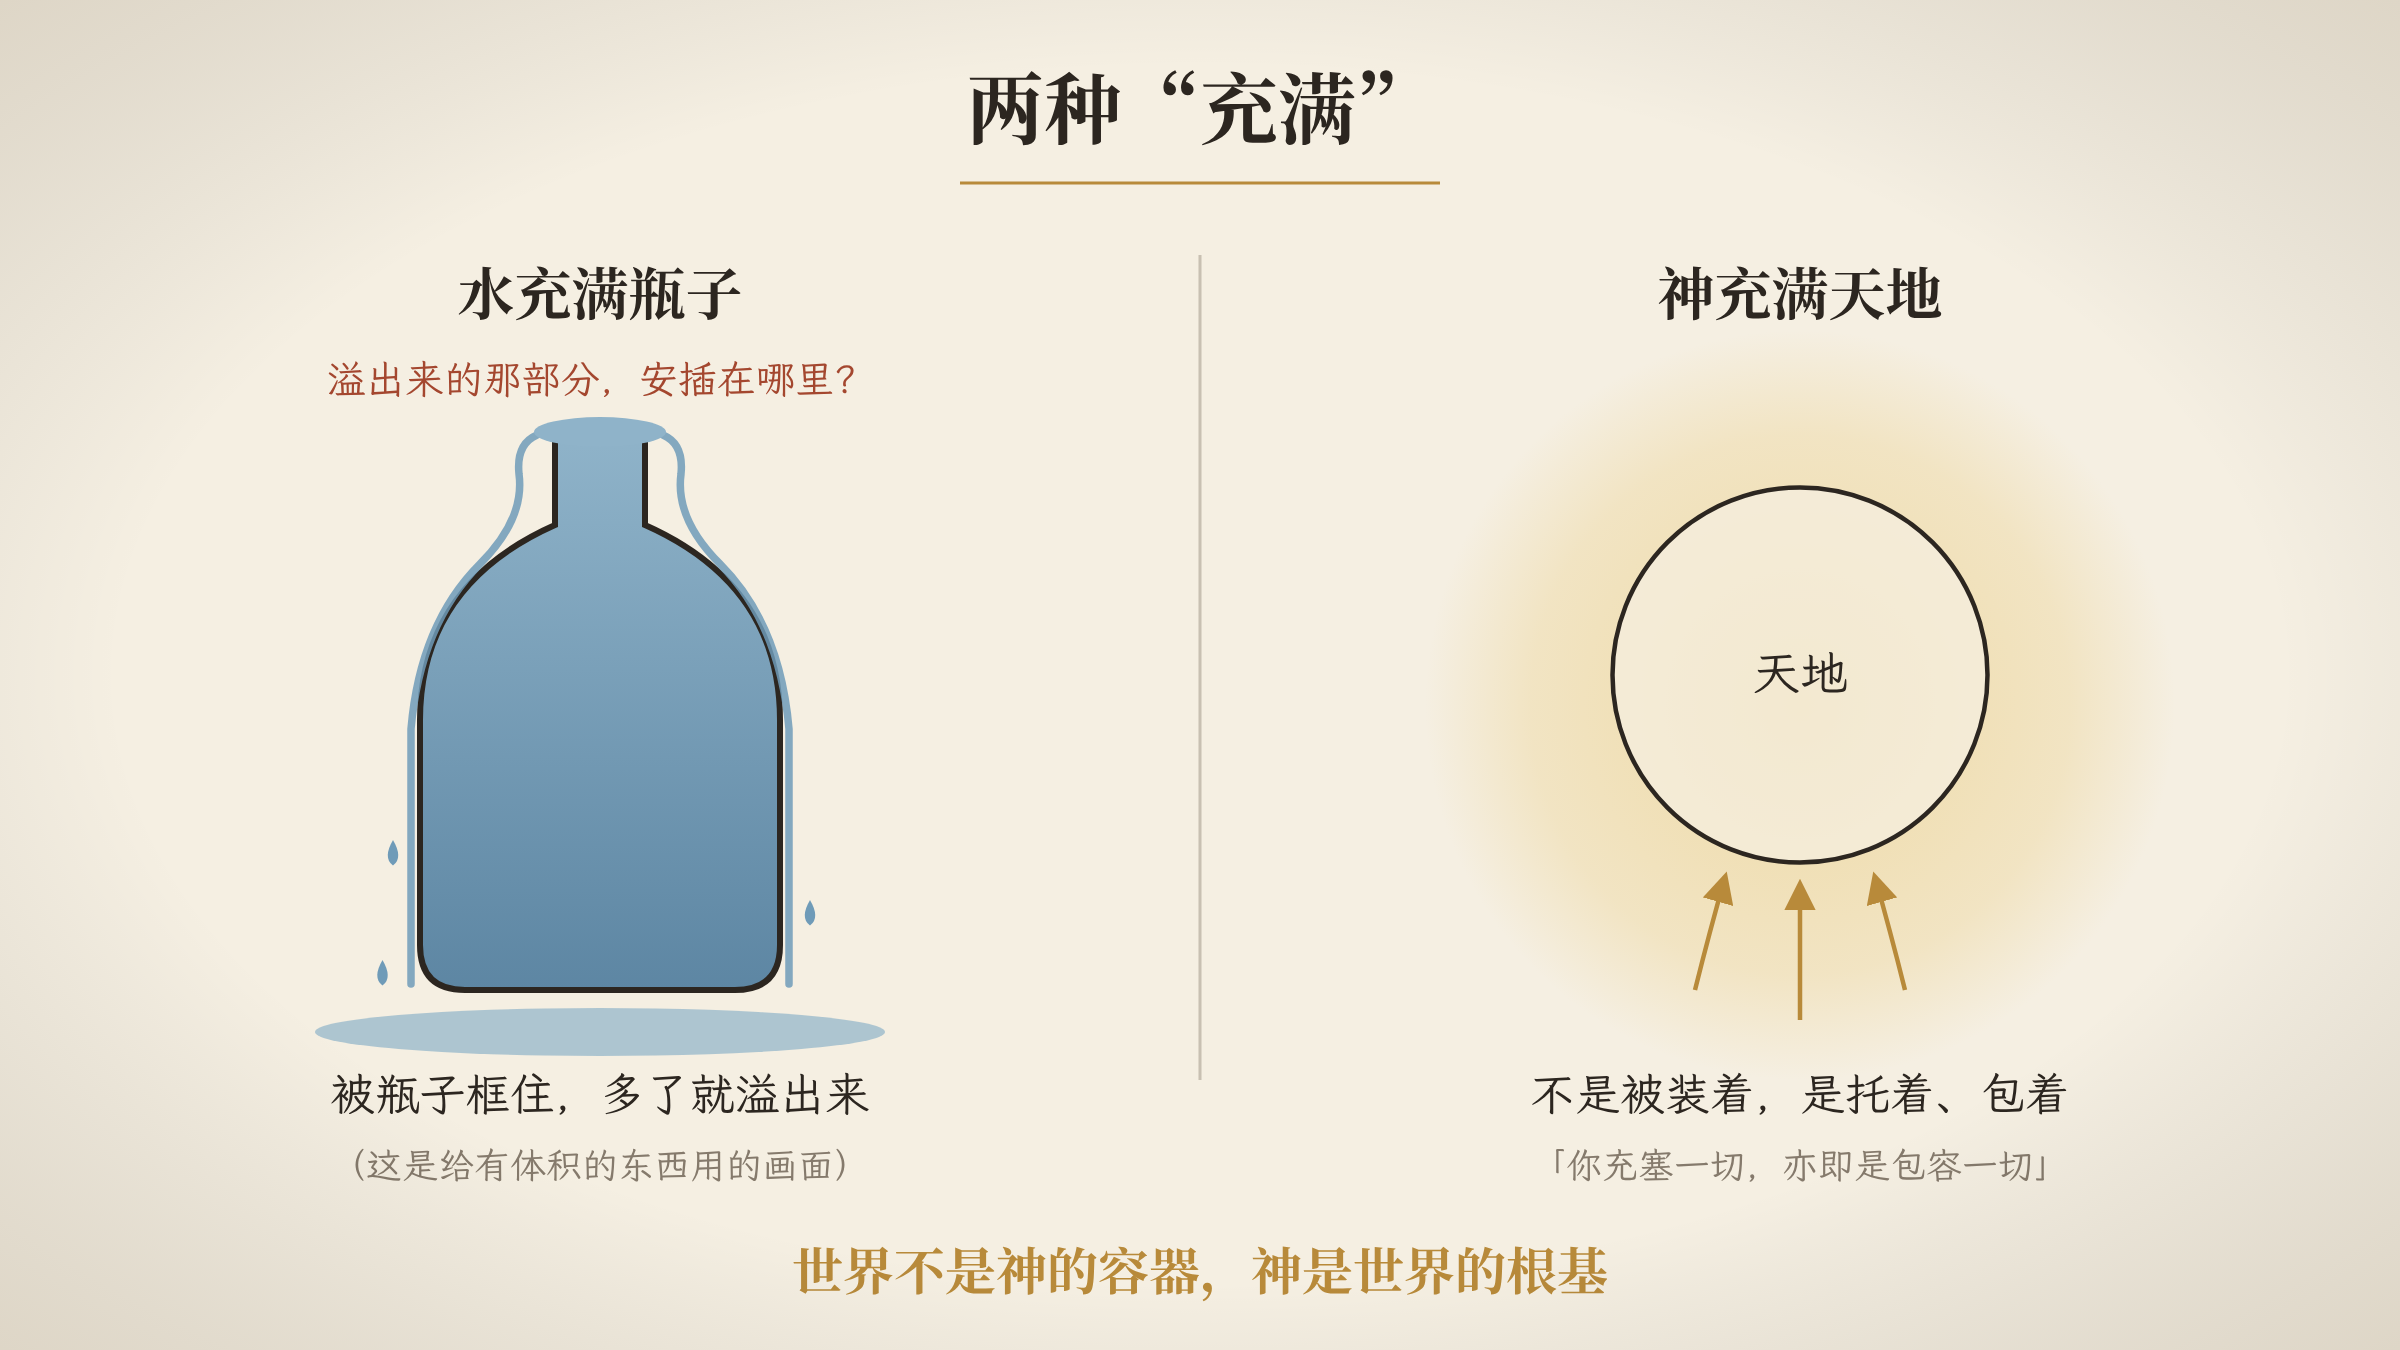 两种“充满”
水充满瓶子
溢出来的那部分，安插在哪里？
被瓶子框住，多了就溢出来
（这是给有体积的东西用的画面）
神充满天地
天地
不是被装着，是托着、包着
「你充塞一切，亦即是包容一切」
世界不是神的容器，神是世界的根基